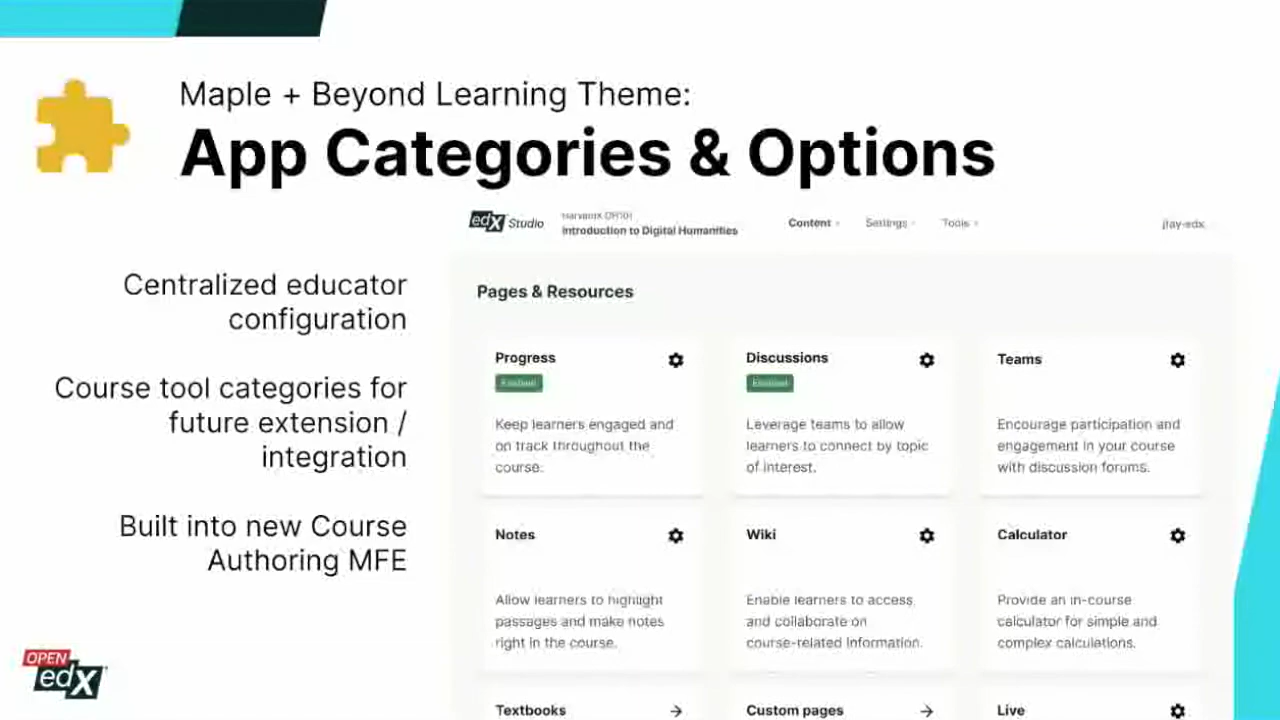 Maple + Beyond Learning Theme:
App Categories & Options
Centralized educator
configuration
Course tool categories for
future extension /
integration
Built into new Course
Authoring MFE
OPEN
edX
edX Studio
HarvardX DH101
Introduction to Digital Humanities
Content
Settings
Tools
jfay-edx
Pages & Resources
Progress
Enabled
Keep learners engaged and
on track throughout the
course.
Discussions
Enabled
Leverage teams to allow
learners to connect by topic
of interest.
Teams
Encourage participation and
engagement in your course
with discussion forums.
Notes
Allow learners to highlight
passages and make notes
right in the course.
Wiki
Enable learners to access
and collaborate on
course-related information.
Calculator
Provide an in-course
calculator for simple and
complex calculations.
Textbooks
Custom pages
Live